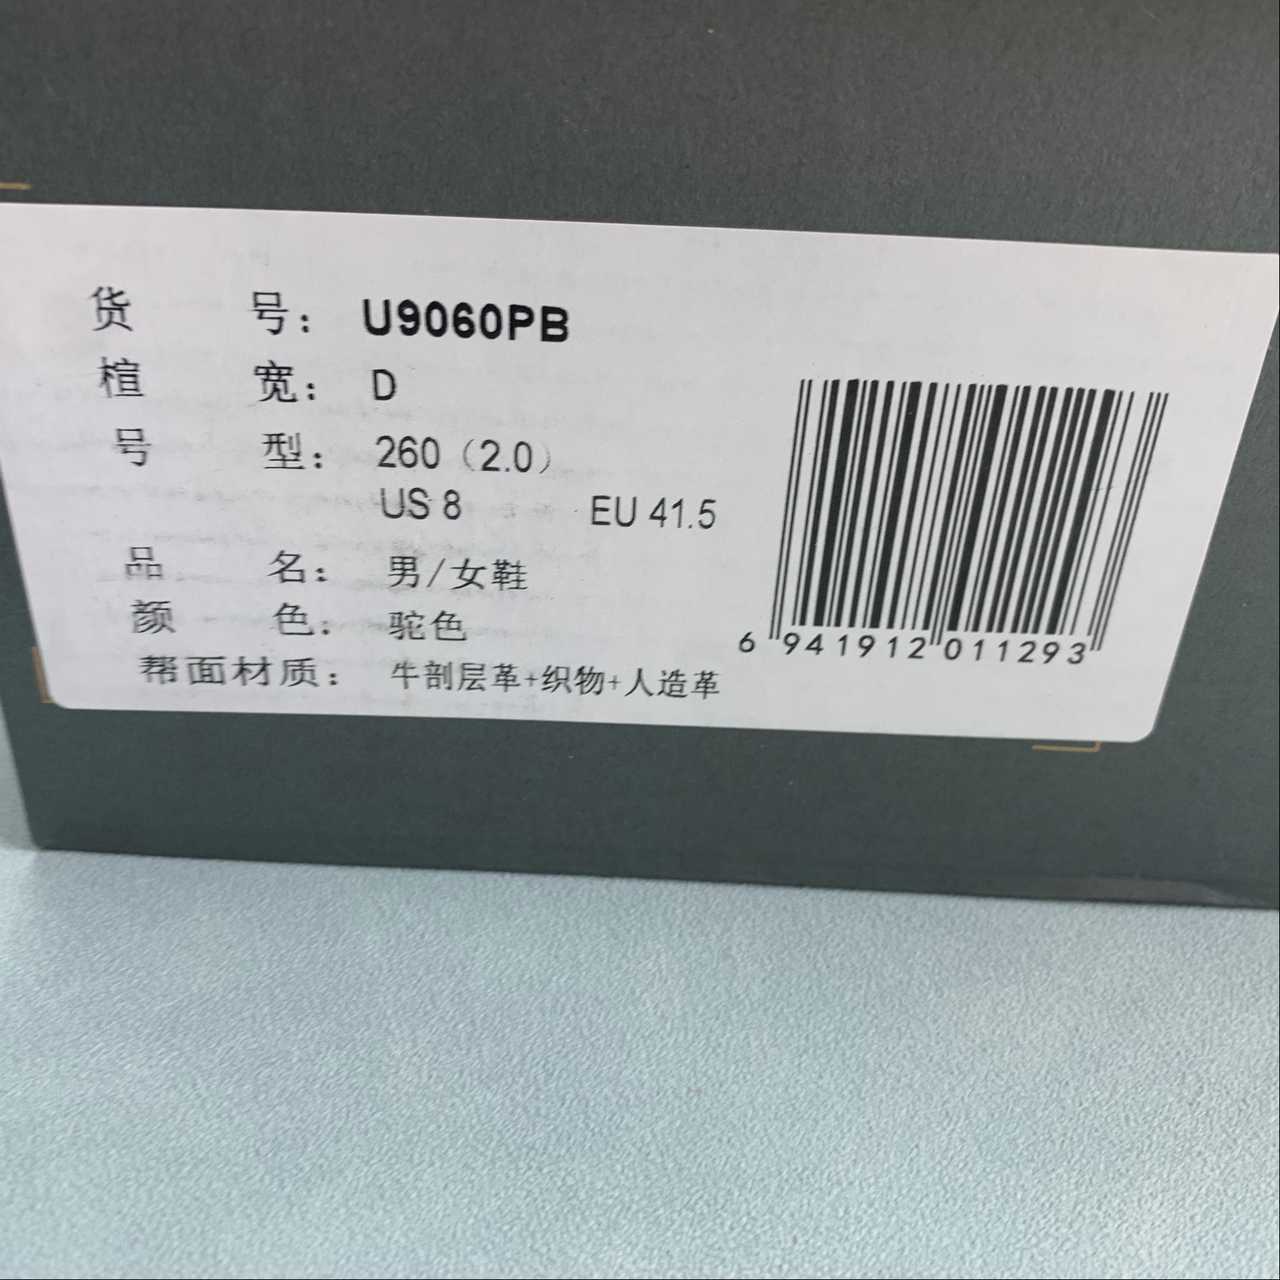 货 号： U9060PB
楦 宽： D
号 型： 260（2.0）
US 8 EU 41.5
品 名： 男/女鞋
颜 色： 驼色
帮面材质： 牛剖层革+织物+人造革
6 941912 011293